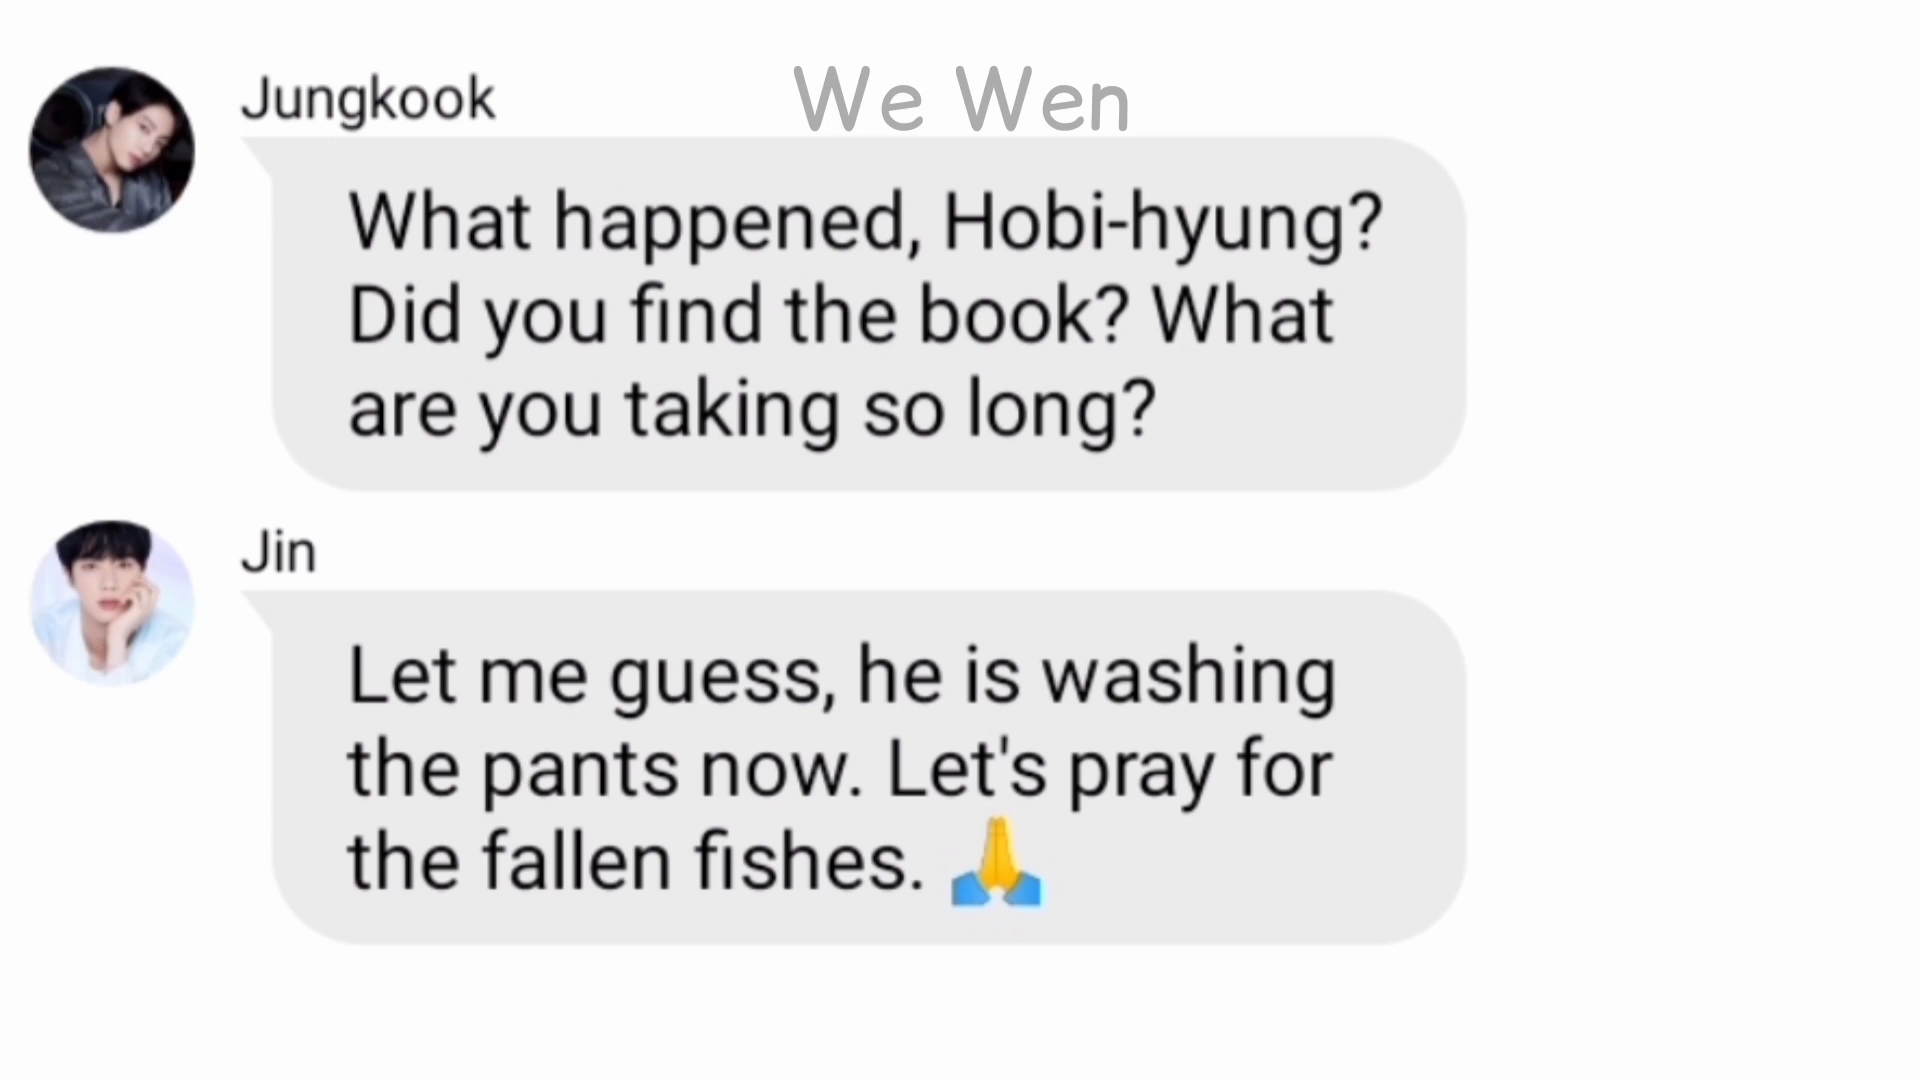 Jungkook
We Wen
What happened, Hobi-hyung?
Did you find the book? What
are you taking so long?
Jin
Let me guess, he is washing
the pants now. Let's pray for
the fallen fishes. 🙏